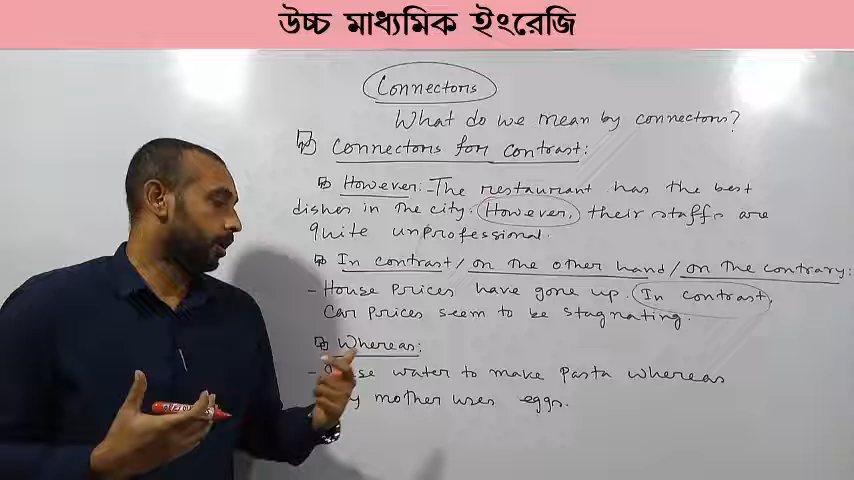 উচ্চ মাধ্যমিক ইংরেজি
Connectors
What do we mean by connectors?
Connectors for contrast:
However:- The restaurant has the best
dishes in the city. However, their staffs are
quite unprofessional.
In contrast/on the other hand/on the contrary:
- House prices have gone up. In contrast,
Car prices seem to be stagnating.
Whereas:
- use water to make pasta whereas
mother uses eggs.